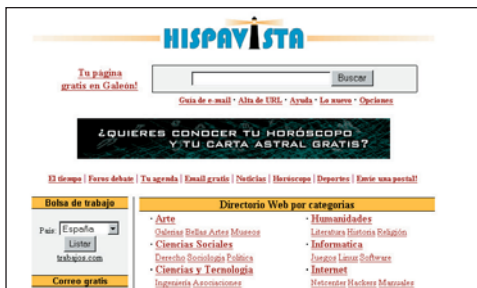 HISPAVISTA
Tu página
gratis en Galeón!
Buscar
Guía de e-mail • Alta de URL • Ayuda • Lo nuevo • Opciones
¿QUIERES CONOCER TU HORÓSCOPO
Y TU CARTA ASTRAL GRATIS?
El tiempo | Foros debate | Tu agenda | Email gratis | Noticias | Horóscopo | Deportes | Envíe una postal!
Bolsa de trabajo
País: España
Listar
trabajos.com
Correo gratis
Directorio Web por categorias
· Arte
Galerias Bellas Artes Museos
· Ciencias Sociales
Derecho Sociología Política
· Ciencias y Tecnología
Ingeniería Asociaciones
· Humanidades
Literatura Historia Religión
· Informatica
Juegos Linux Software
· Internet
Netcenter Hackers Manuales